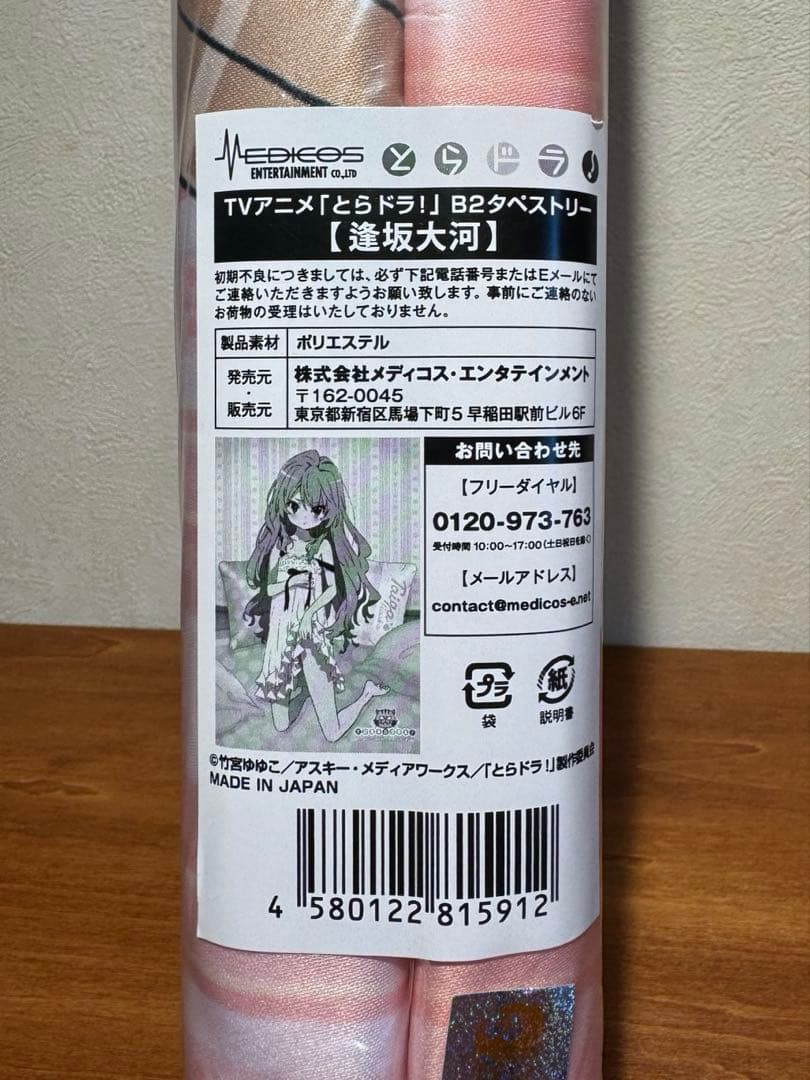 MEDICOS
ENTERTAINMENT CO.,LTD
とらドラ!
TVアニメ「とらドラ!」B2タペストリー
【逢坂大河】
初期不良につきましては、必ず下記電話番号またはEメールにて
ご連絡いただきますようお願い致します。事前にご連絡のない
お荷物の受理はいたしておりません。
製品素材 ポリエステル
発売元・販売元
株式会社メディコス・エンタテインメント
〒162-0045
東京都新宿区馬場下町5 早稲田駅前ビル6F
Taiga
お問い合わせ先
【フリーダイヤル】
0120-973-763
受付時間 10:00~17:00(土日祝日を除く)
【メールアドレス】
contact@medicos-e.net
プラ
袋
紙
説明書
©竹宮ゆゆこ/アスキー・メディアワークス/「とらドラ!」製作委員会
MADE IN JAPAN
4 580122 815912